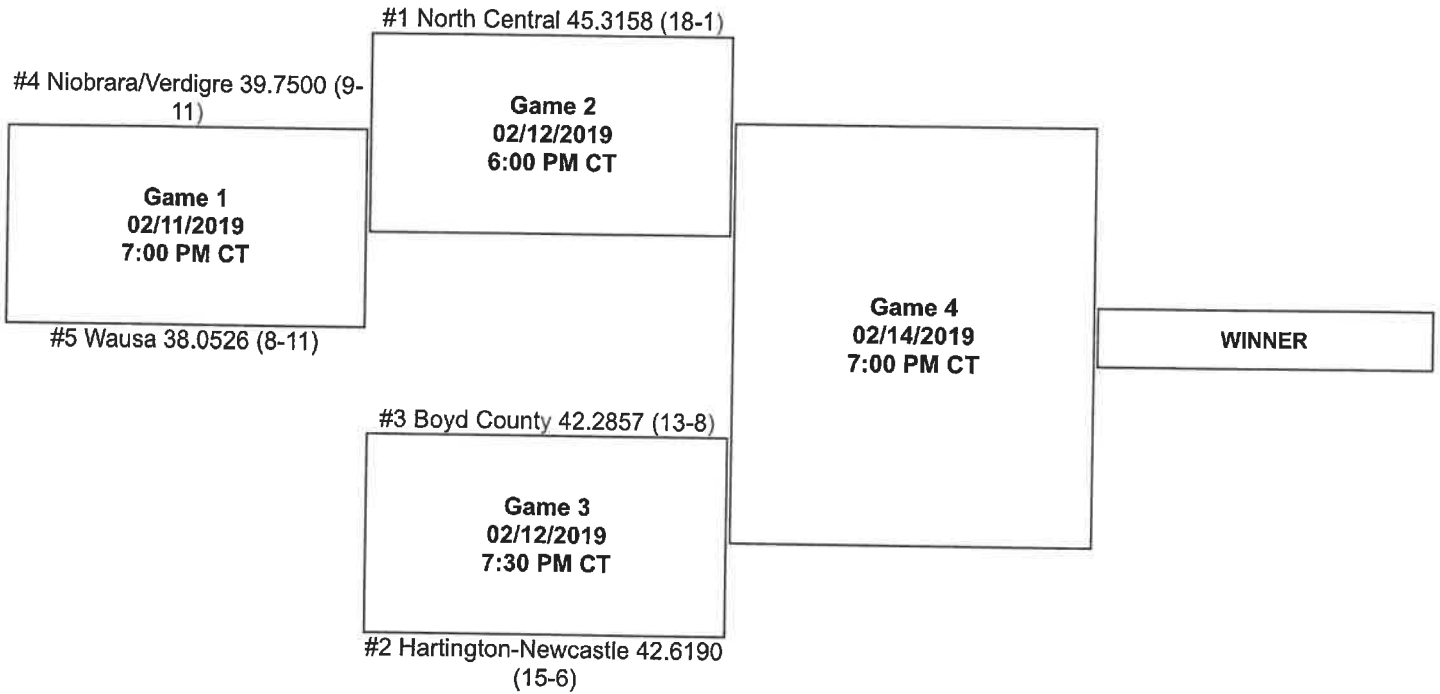 #1 North Central 45.3158 (18-1)
#4 Niobrara/Verdigre 39.7500 (9-
11)
Game 2
02/12/2019
6:00 PM CT
Game 1
02/11/2019
7:00 PM CT
#5 Wausa 38.0526 (8-11)
Game 4
02/14/2019
7:00 PM CT
WINNER
#3 Boyd County 42.2857 (13-8)
Game 3
02/12/2019
7:30 PM CT
#2 Hartington-Newcastle 42.6190
(15-6)